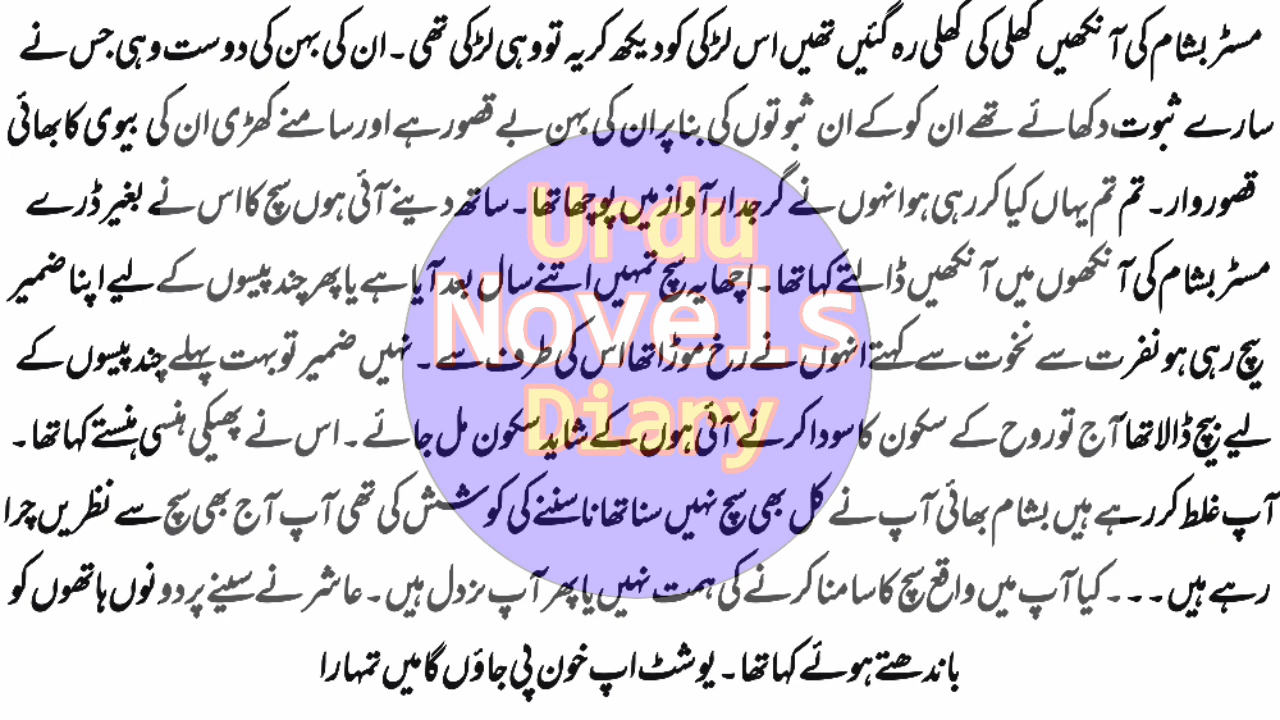 مسٹر بشام کی آنکھیں کھلی کی کھلی رہ گئیں تھیں اس لڑکی کو دیکھ کر یہ تو وہی لڑکی تھی۔ ان کی بہن کی دوست وہی جس نے
سارے ثبوت دکھائے تھے ان کو کے ان ثبوتوں کی بنا پر ان کی بہن بے قصور ہے اور سامنے کھڑی ان کی بیوی کا بھائی
قصوروار۔ تم تم یہاں کیا کر رہی ہو انہوں نے گرجدار آواز میں پوچھا تھا۔ ساتھ دینے آئی ہوں سچ کا اس نے بغیر ڈرے
مسٹر بشام کی آنکھوں میں آنکھیں ڈالتے کہا تھا۔ اچھا یہ سچ تمہیں اتنے سال بعد آیا ہے یا پھر چند پیسوں کے لیے اپنا ضمیر
بیچ رہی ہو نفرت سے نخوت سے کہتے انہوں نے رخ موڑا تھا اس کی طرف سے۔ نہیں ضمیر تو بہت پہلے چند پیسوں کے
لیے بیچ ڈالا تھا آج تو روح کے سکون کا سودا کرنے آئی ہوں کے شاید سکون مل جائے۔ اس نے پھیکی ہنسی ہنستے کہا تھا۔
آپ غلط کر رہے ہیں بشام بھائی آپ نے کل بھی سچ نہیں سنا تھا نا سننے کی کوشش کی تھی آپ آج بھی سچ سے نظریں چرا
رہے ہیں۔۔۔ کیا آپ میں واقع سچ کا سامنا کرنے کی ہمت نہیں یا پھر آپ بزدل ہیں۔ عاشر نے سینے پر دونوں ہاتھوں کو
باندھتے ہوئے کہا تھا۔ یو شٹ اپ خون پی جاؤں گا میں تمہارا
Urdu
Novels
Diany